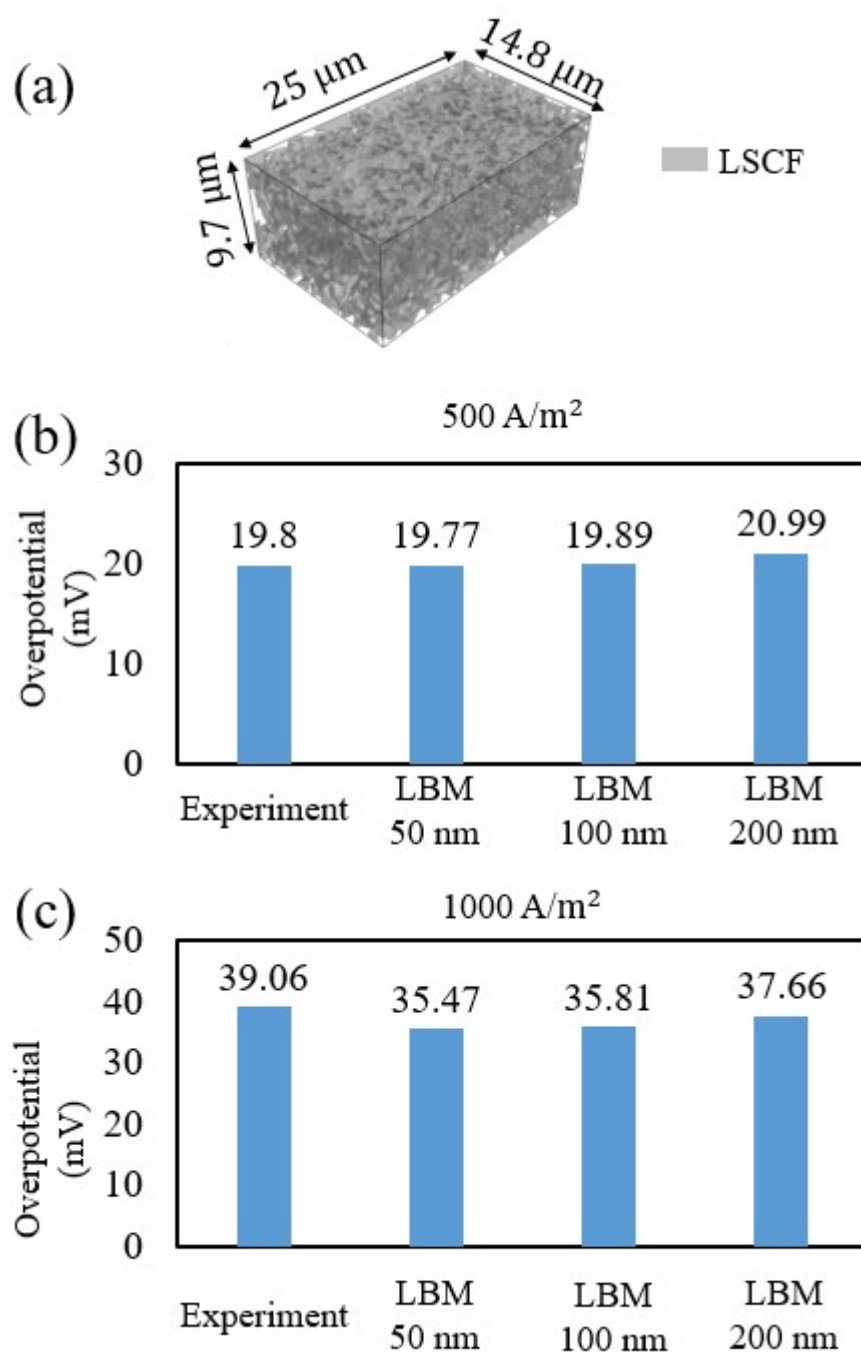 (a)
25 μm
14.8 μm
9.7 μm
LSCF
(b)
500 A/m²
Overpotential
(mV)
30
20
10
0
19.8
19.77
19.89
20.99
Experiment
LBM
50 nm
LBM
100 nm
LBM
200 nm
(c)
1000 A/m²
Overpotential
(mV)
50
40
30
20
10
0
39.06
35.47
35.81
37.66
Experiment
LBM
50 nm
LBM
100 nm
LBM
200 nm